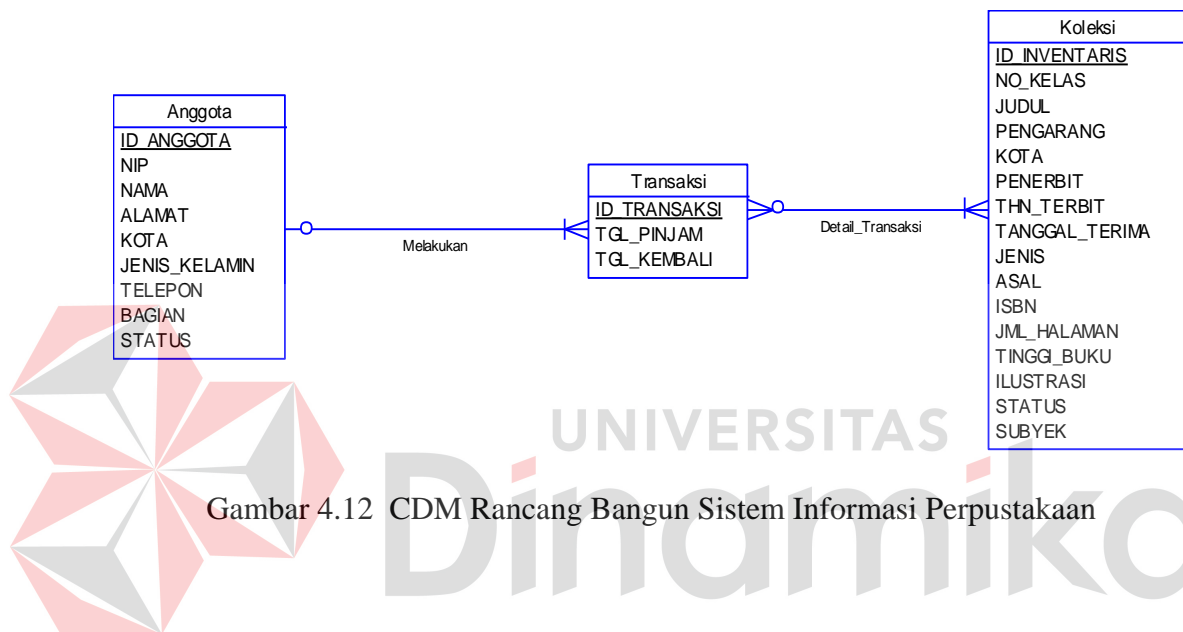 Anggota
ID_ANGGOTA
NIP
NAMA
ALAMAT
KOTA
JENIS_KELAMIN
TELEPON
BAGIAN
STATUS
Melakukan
Transaksi
ID_TRANSAKSI
TGL_PINJAM
TGL_KEMBALI
Detail_Transaksi
Koleksi
ID_INVENTARIS
NO_KELAS
JUDUL
PENGARANG
KOTA
PENERBIT
THN_TERBIT
TANGGAL_TERIMA
JENIS
ASAL
ISBN
JML_HALAMAN
TINGGI_BUKU
ILUSTRASI
STATUS
SUBYEK
UNIVERSITAS
Dinamika
Gambar 4.12 CDM Rancang Bangun Sistem Informasi Perpustakaan